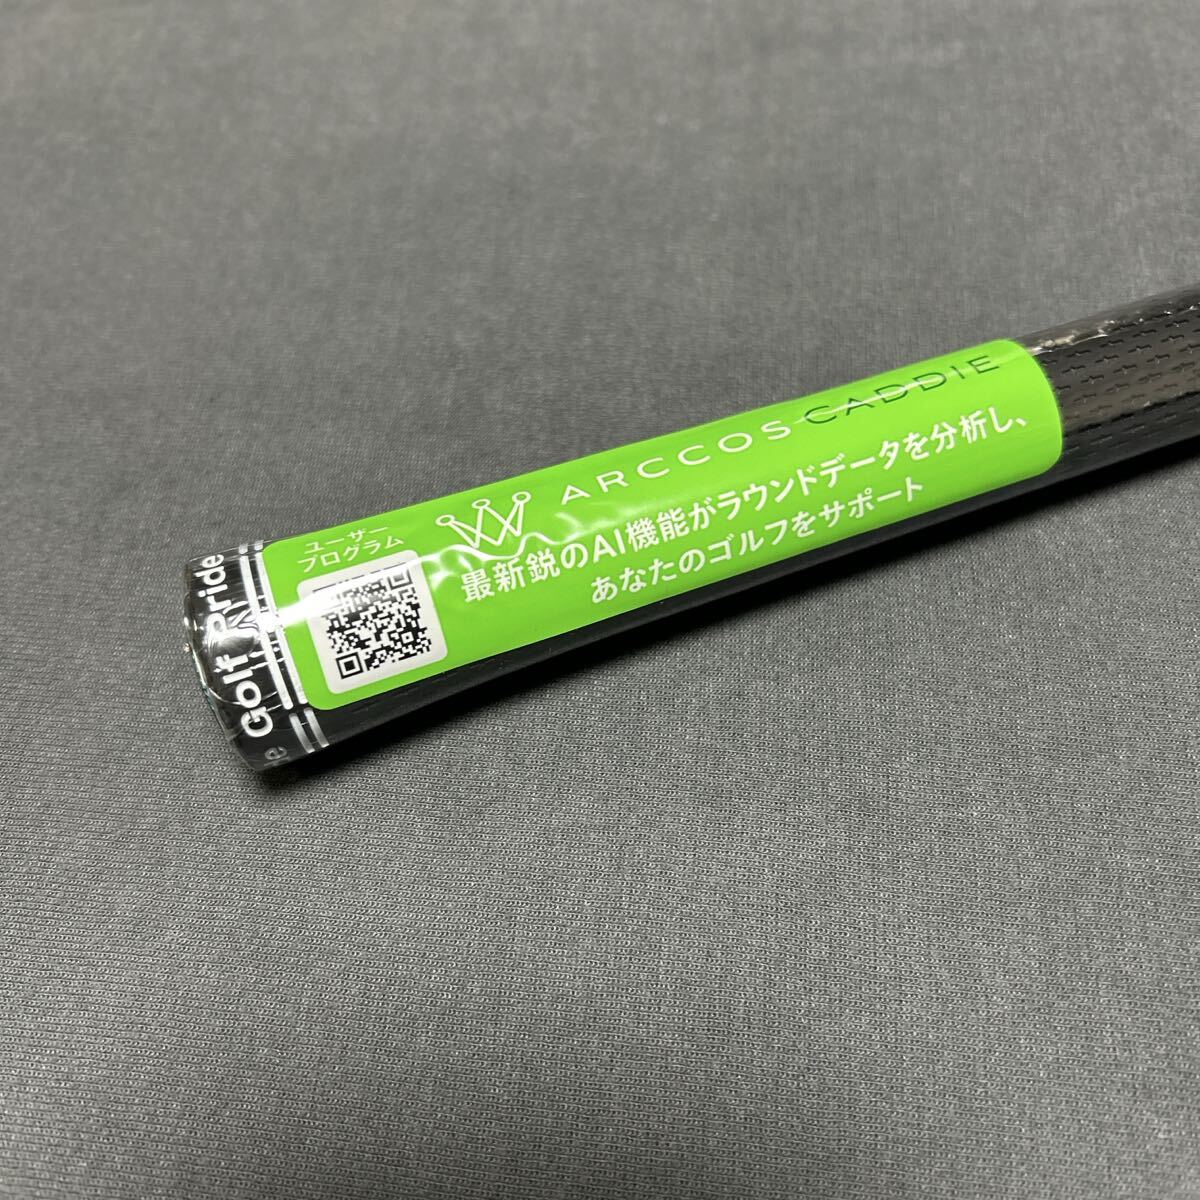 ARCCOS CADDIE
最新鋭のAI機能がラウンドデータを分析し、
あなたのゴルフをサポート
ユーザー
プログラム
Golf Pride